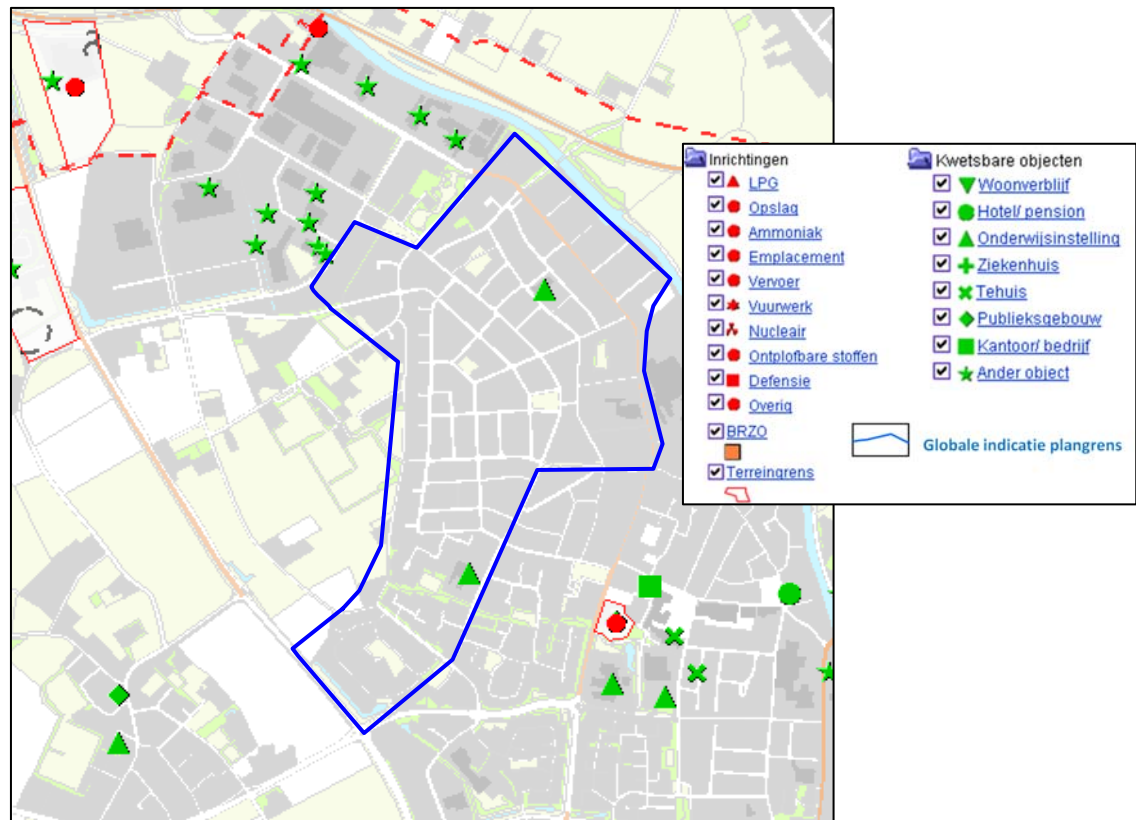 Inrichtingen
LPG
Opslag
Ammoniak
Emplacement
Vervoer
Vuurwerk
Nucleair
Ontplofbare stoffen
Defensie
Overig
BRZO
Terreingrens
Kwetsbare objecten
Woonverblijf
Hotel/ pension
Onderwijsinstelling
Ziekenhuis
Tehuis
Publieksgebouw
Kantoor/ bedrijf
Ander object
Globale indicatie plangrens